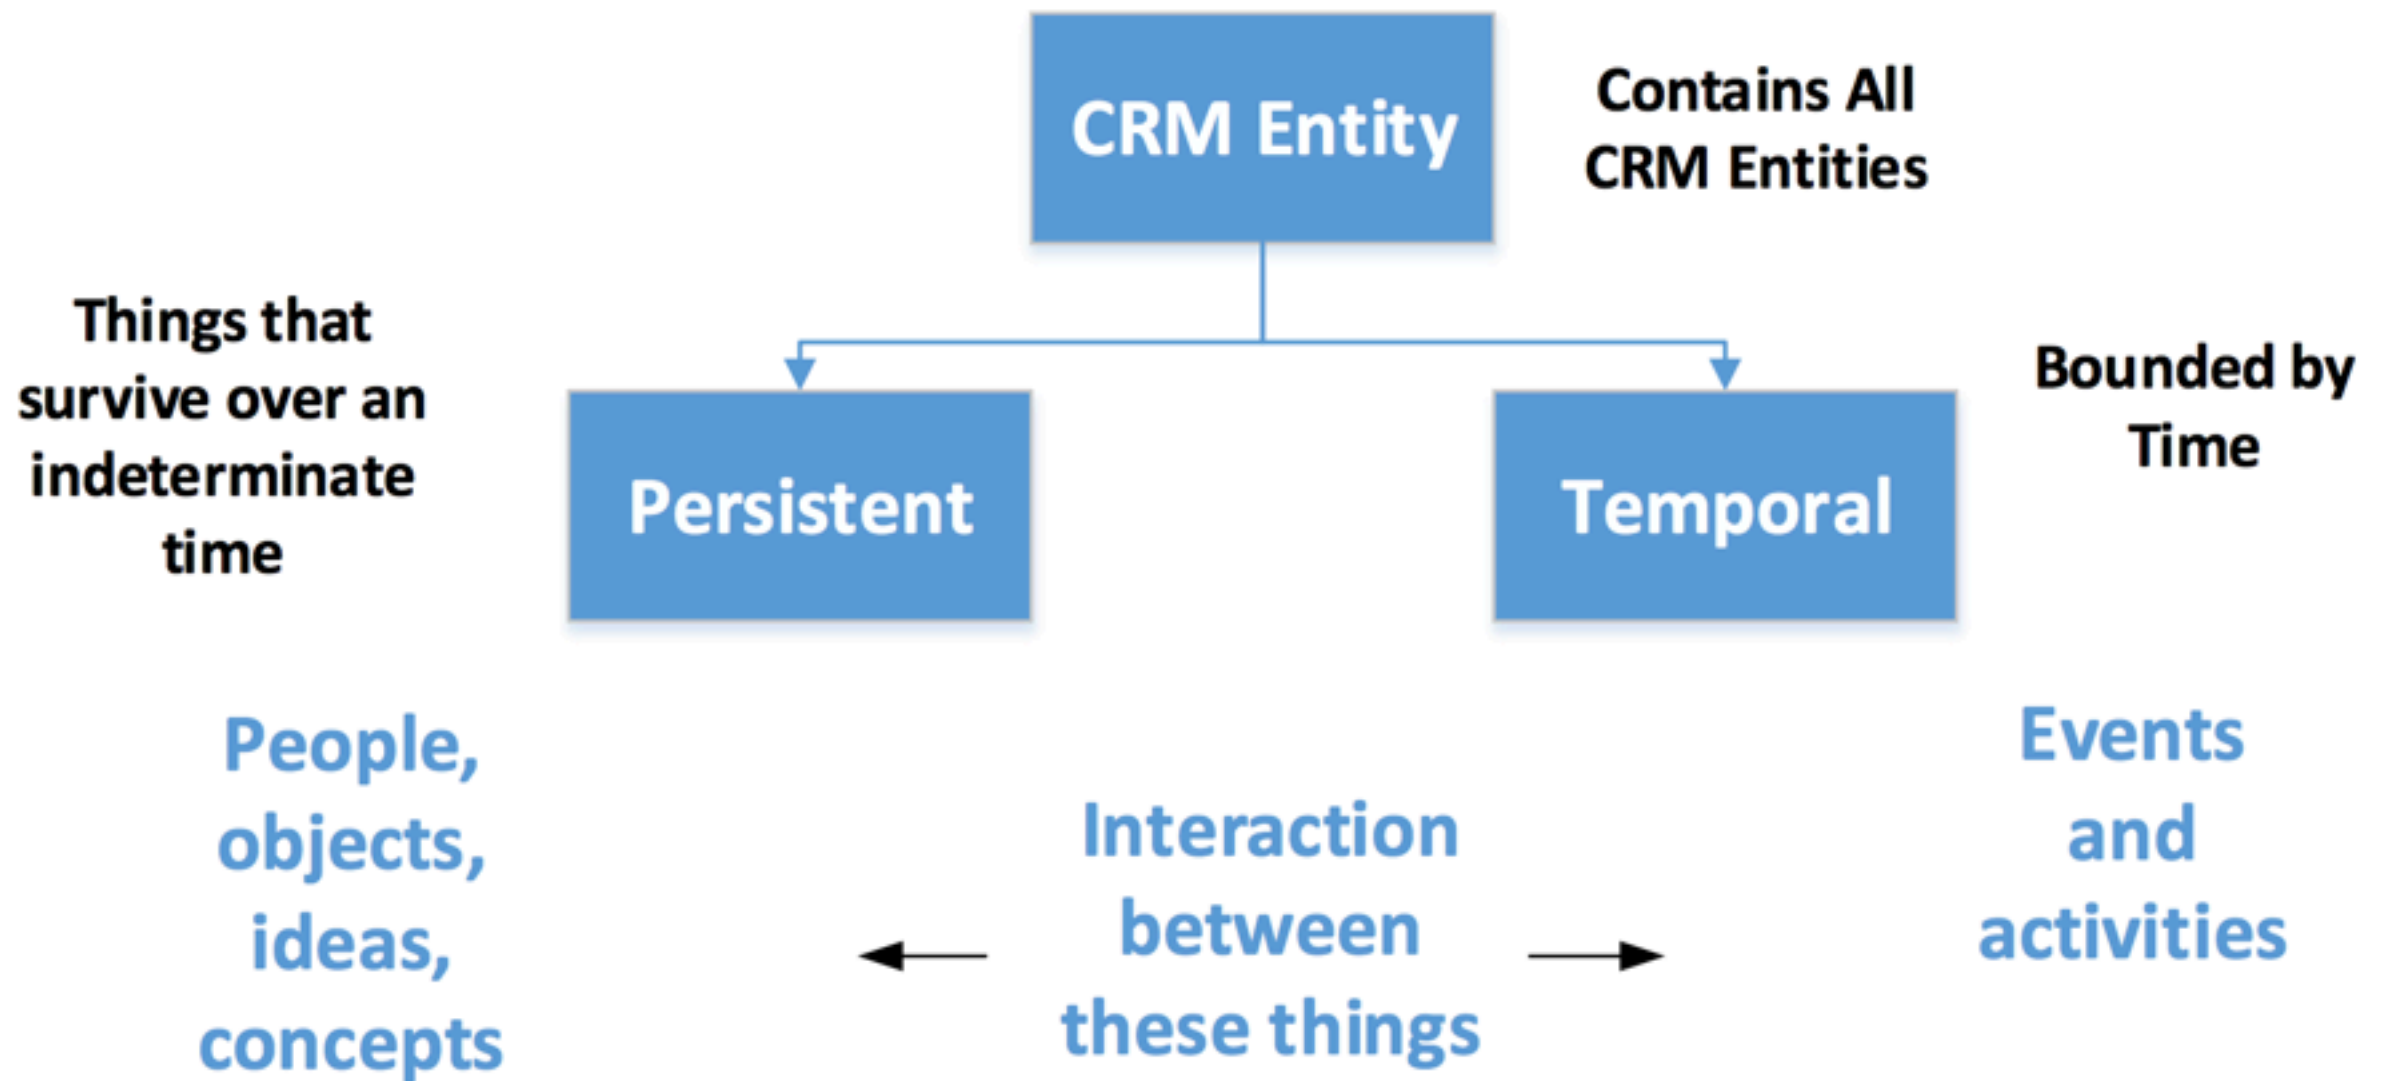 CRM Entity
Contains All
CRM Entities
Things that
survive over an
indeterminate
time
Persistent
Temporal
Bounded by
Time
People,
objects,
ideas,
concepts
Interaction
between
these things
Events
and
activities